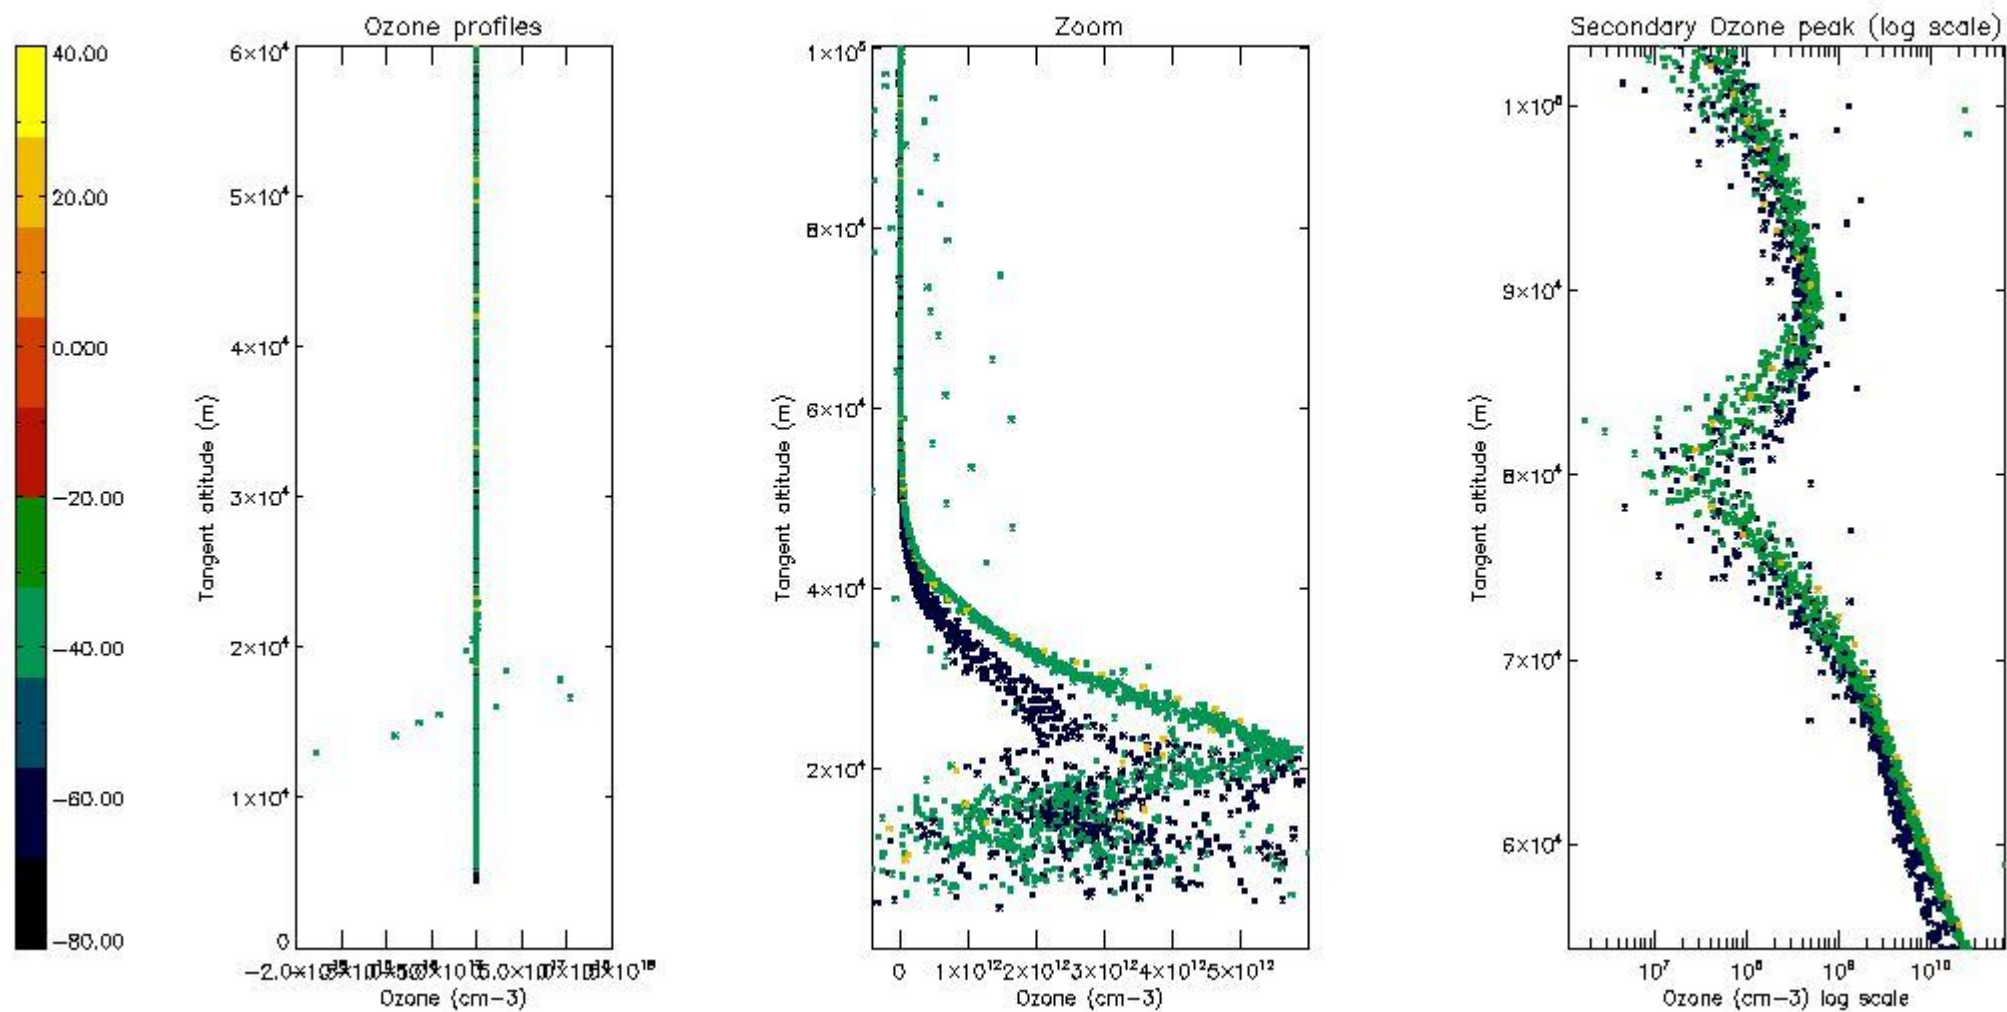 Ozone profiles
Zoom
Secondary Ozone peak (log scale)
40.00
20.00
0.000
−20.00
−40.00
−60.00
−80.00
6×10⁴
5×10⁴
4×10⁴
3×10⁴
2×10⁴
1×10⁴
0
Tangent altitude (m)
Ozone (cm−3)
1×10⁵
8×10⁴
6×10⁴
4×10⁴
2×10⁴
Tangent altitude (m)
0 1×10¹² 2×10¹² 3×10¹² 4×10¹² 5×10¹²
Ozone (cm−3)
9×10⁴
8×10⁴
7×10⁴
6×10⁴
Tangent altitude (m)
10⁷ 10⁸ 10⁹ 10¹⁰
Ozone (cm−3) log scale